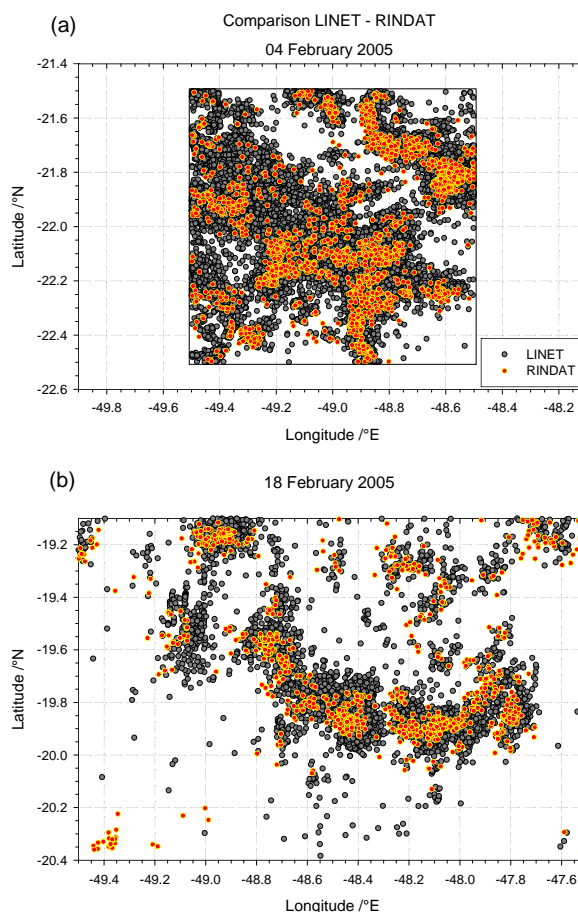 (a)
Comparison LINET - RINDAT
04 February 2005
-21.4
-21.6
-21.8
-22.0
-22.2
-22.4
-22.6
Latitude /°N
LINET
RINDAT
-49.8 -49.6 -49.4 -49.2 -49.0 -48.8 -48.6 -48.4 -48.2
Longitude /°E
(b)
18 February 2005
-19.2
-19.4
-19.6
-19.8
-20.0
-20.2
-20.4
Latitude /°N
-49.4 -49.2 -49.0 -48.8 -48.6 -48.4 -48.2 -48.0 -47.8 -47.6
Longitude /°E